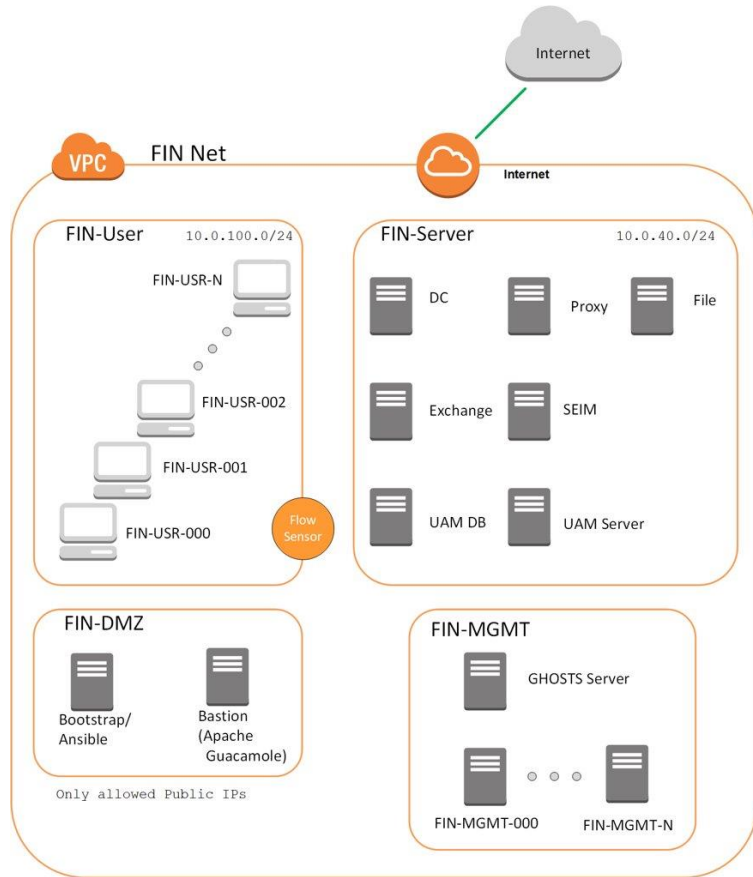 Internet
VPC
FIN Net
Internet
FIN-User
10.0.100.0/24
FIN-USR-N
FIN-USR-002
FIN-USR-001
FIN-USR-000
Flow
Sensor
FIN-Server
10.0.40.0/24
DC
Proxy
File
Exchange
SEIM
UAM DB
UAM Server
FIN-DMZ
Bootstrap/
Ansible
Bastion
(Apache
Guacamole)
Only allowed Public IPs
FIN-MGMT
GHOSTS Server
FIN-MGMT-000
FIN-MGMT-N